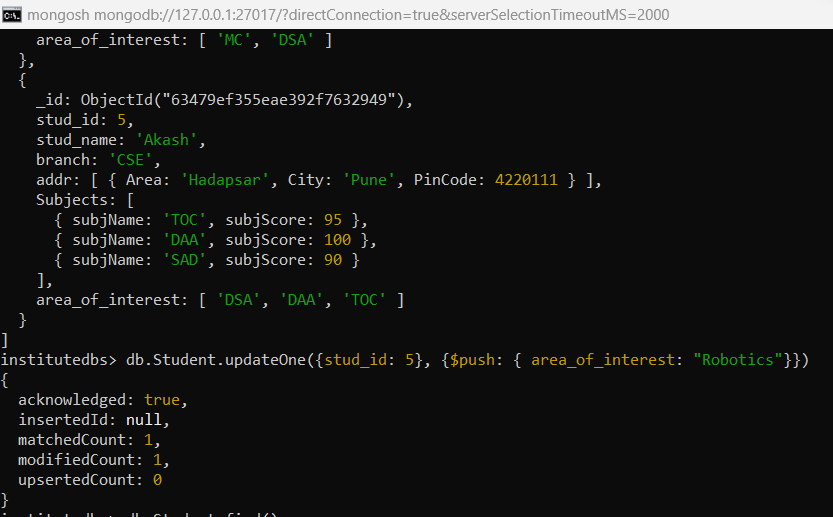 mongosh mongodb://127.0.0.1:27017/?directConnection=true&serverSelectionTimeoutMS=2000
    area_of_interest: [ 'MC', 'DSA' ]
  },
  {
    _id: ObjectId("63479ef355eae392f7632949"),
    stud_id: 5,
    stud_name: 'Akash',
    branch: 'CSE',
    addr: [ { Area: 'Hadapsar', City: 'Pune', PinCode: 4220111 } ],
    Subjects: [
      { subjName: 'TOC', subjScore: 95 },
      { subjName: 'DAA', subjScore: 100 },
      { subjName: 'SAD', subjScore: 90 }
    ],
    area_of_interest: [ 'DSA', 'DAA', 'TOC' ]
  }
]
institutedbs> db.Student.updateOne({stud_id: 5}, {$push: { area_of_interest: "Robotics"}})
{
  acknowledged: true,
  insertedId: null,
  matchedCount: 1,
  modifiedCount: 1,
  upsertedCount: 0
}